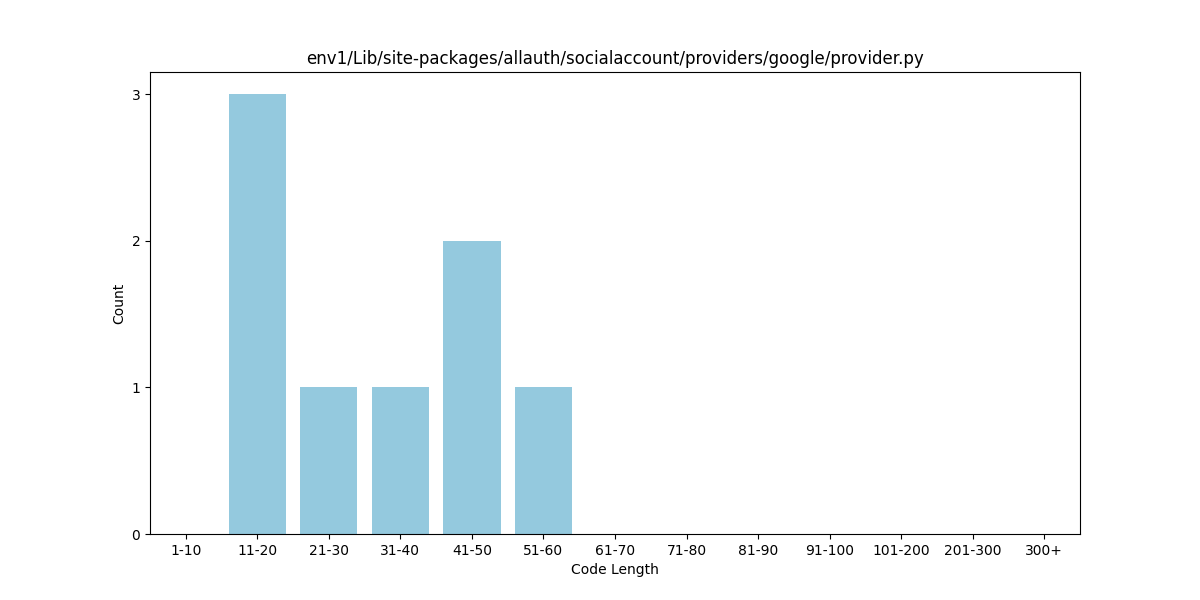 env1/Lib/site-packages/allauth/socialaccount/providers/google/provider.py
3
2
1
0
Count
1-10 11-20 21-30 31-40 41-50 51-60 61-70 71-80 81-90 91-100 101-200 201-300 300+
Code Length